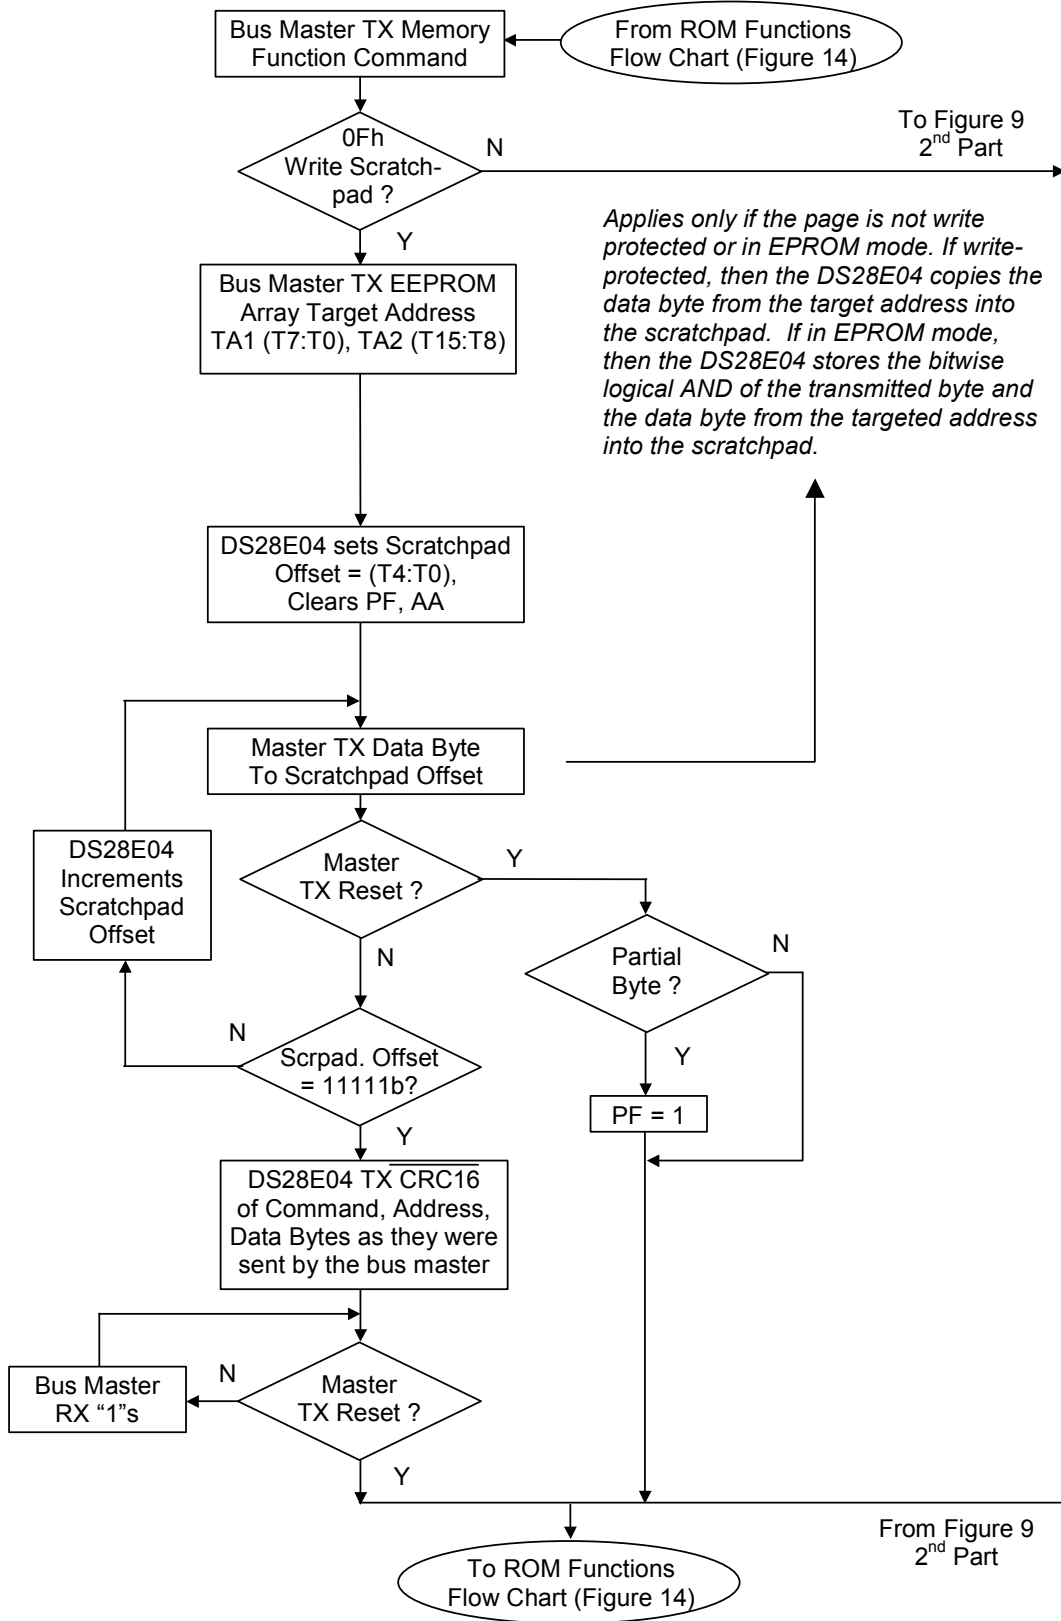 Bus Master TX Memory
Function Command
From ROM Functions
Flow Chart (Figure 14)
0Fh
Write Scratch-
pad ?
N
To Figure 9
2nd Part
Y
Applies only if the page is not write
protected or in EPROM mode. If write-
protected, then the DS28E04 copies the
data byte from the target address into
the scratchpad. If in EPROM mode,
then the DS28E04 stores the bitwise
logical AND of the transmitted byte and
the data byte from the targeted address
into the scratchpad.
Bus Master TX EEPROM
Array Target Address
TA1 (T7:T0), TA2 (T15:T8)
DS28E04 sets Scratchpad
Offset = (T4:T0),
Clears PF, AA
Master TX Data Byte
To Scratchpad Offset
DS28E04
Increments
Scratchpad
Offset
Master
TX Reset ?
Y
N
Partial
Byte ?
N
Y
PF = 1
N
Scrpad. Offset
= 11111b?
Y
DS28E04 TX CRC16
of Command, Address,
Data Bytes as they were
sent by the bus master
Bus Master
RX “1”s
N
Master
TX Reset ?
Y
From Figure 9
2nd Part
To ROM Functions
Flow Chart (Figure 14)